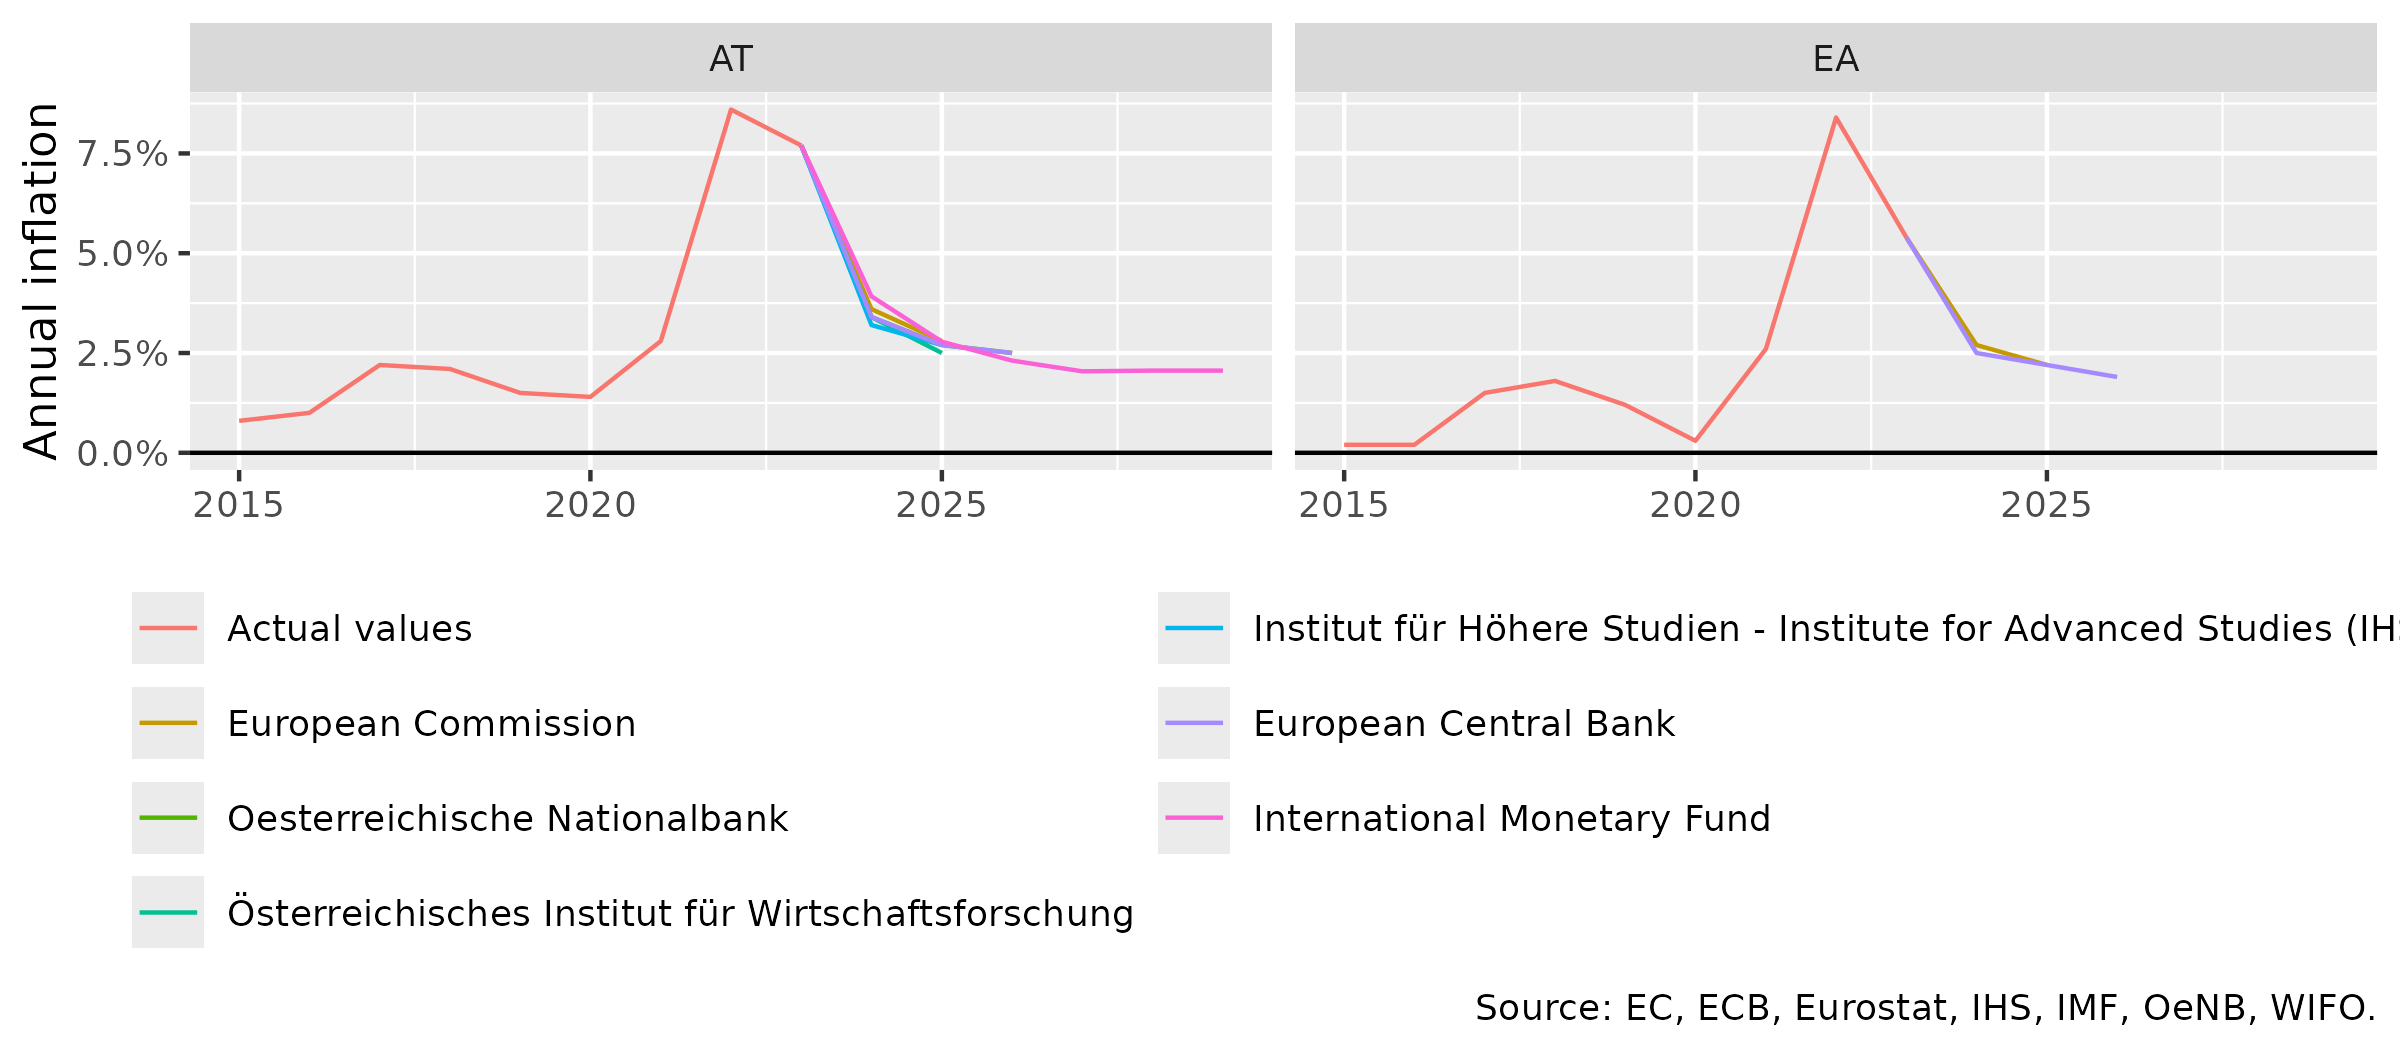 AT
EA
Annual inflation
7.5%
5.0%
2.5%
0.0%
2015
2020
2025
2015
2020
2025
Actual values
European Commission
Oesterreichische Nationalbank
Österreichisches Institut für Wirtschaftsforschung
Institut für Höhere Studien - Institute for Advanced Studies (IHS
European Central Bank
International Monetary Fund
Source: EC, ECB, Eurostat, IHS, IMF, OeNB, WIFO.